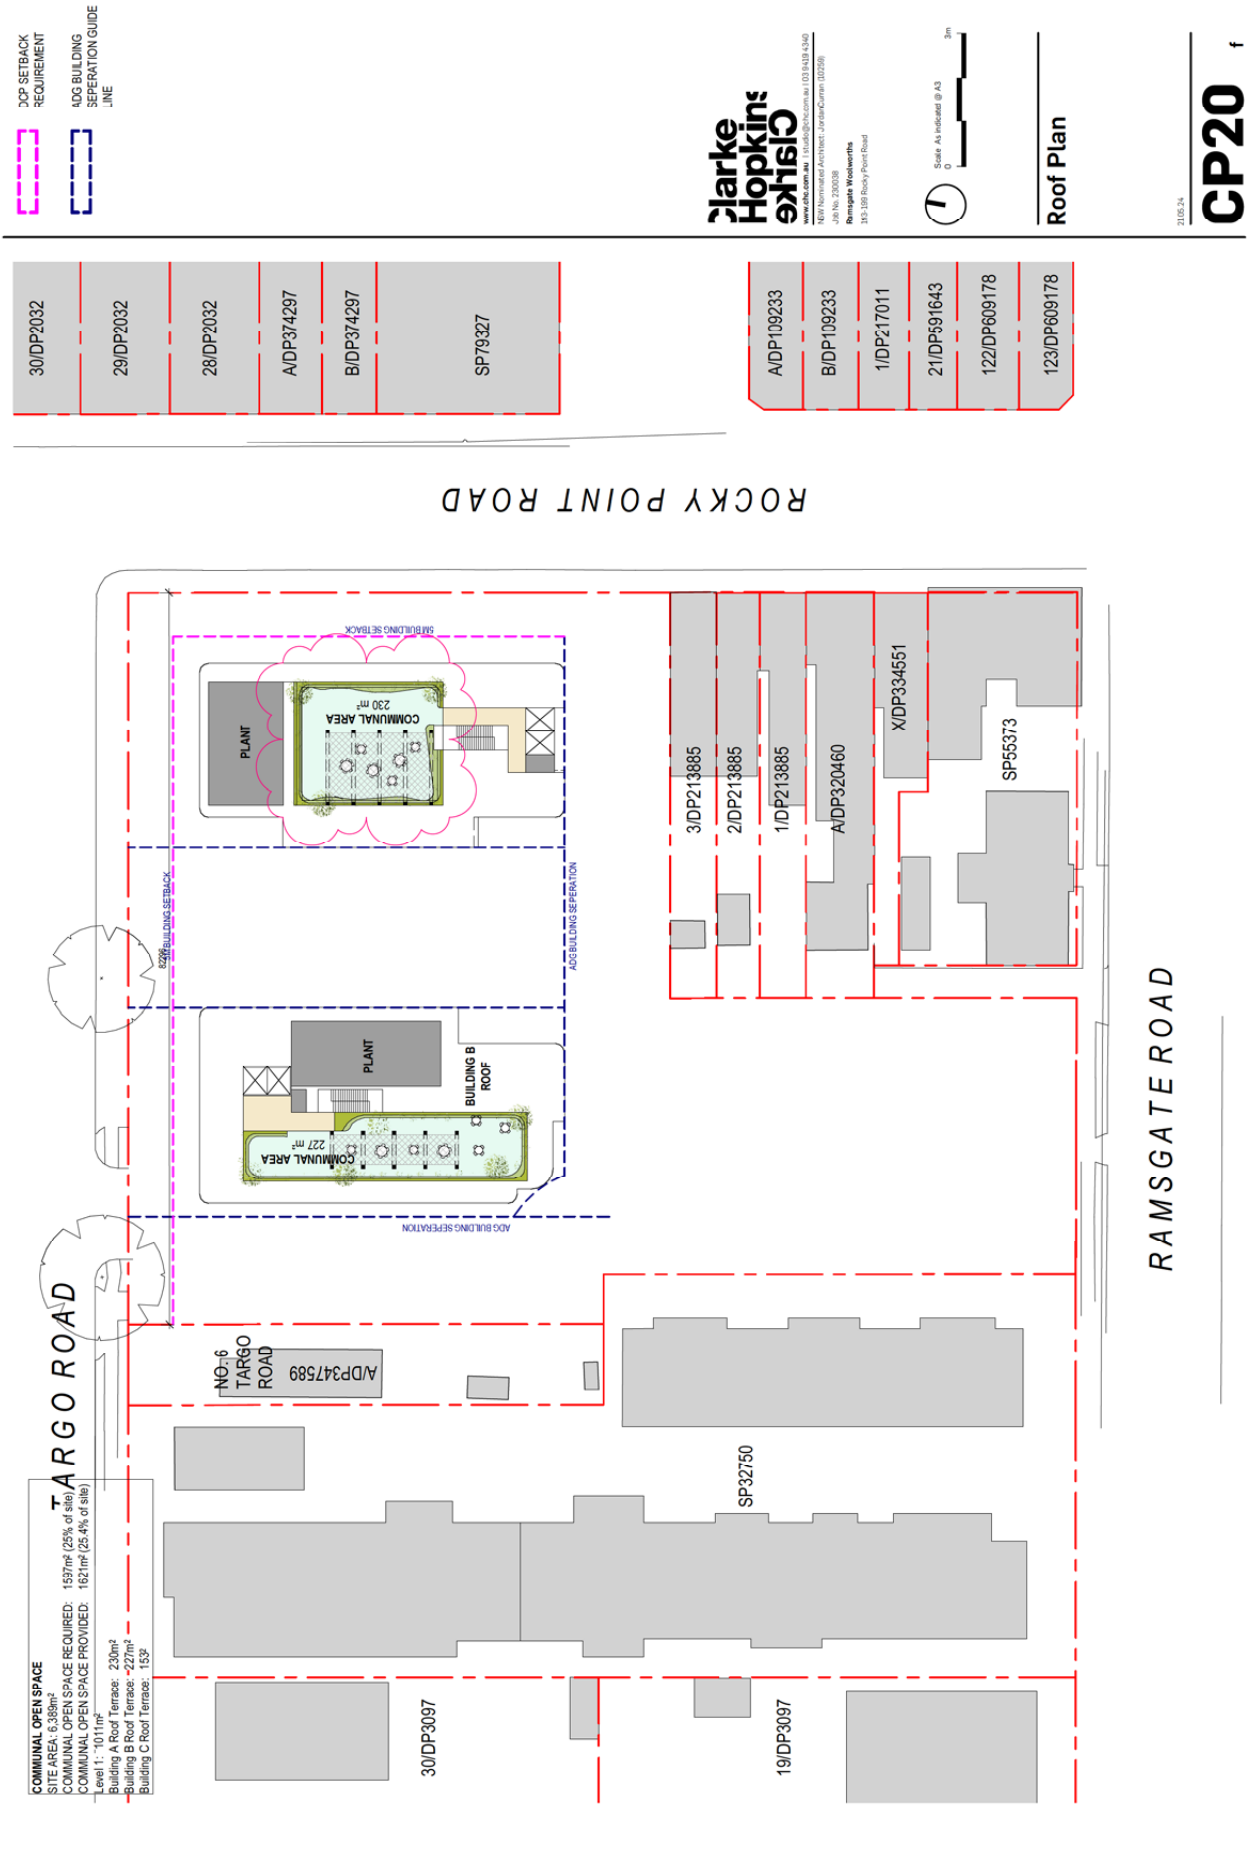 COMMUNAL OPEN SPACE
SITE AREA: 6,389m²
COMMUNAL OPEN SPACE REQUIRED: 1597m² (25% of site)
COMMUNAL OPEN SPACE PROVIDED: 1621m² (25.4% of site)
Level 1: 1011m²
Building A Roof Terrace: 230m²
Building B Roof Terrace: 227m²
Building C Roof Terrace: 153²
TARGO ROAD
NO. 6
TARGO
ROAD
A/DP347589
30/DP3097
19/DP3097
SP32750
ADG BUILDING SEPERATION
COMMUNAL AREA
227 m²
BUILDING B
ROOF
PLANT
ADG BUILDING SEPERATION
5M BUILDING SETBACK
PLANT
COMMUNAL AREA
230 m²
5M BUILDING SETBACK
3/DP213885
2/DP213885
1/DP213885
A/DP320460
X/DP334551
SP55373
RAMSGATE ROAD
ROCKY POINT ROAD
30/DP2032
29/DP2032
28/DP2032
A/DP374297
B/DP374297
SP79327
A/DP109233
B/DP109233
1/DP217011
21/DP591643
122/DP609178
123/DP609178
DCP SETBACK
REQUIREMENT
ADG BUILDING
SEPERATION GUIDE
LINE
Clarke
Hopkins
Clarke
www.chc.com.au | studio@chc.com.au | 03 9419 4340
NSW Nominated Architect: Jordan Curran (10259)
Job No. 230038
Ramsgate Woolworths
193-199 Rocky Point Road
Scale As indicated @ A3
0 3m
Roof Plan
21.05.24
CP20 f